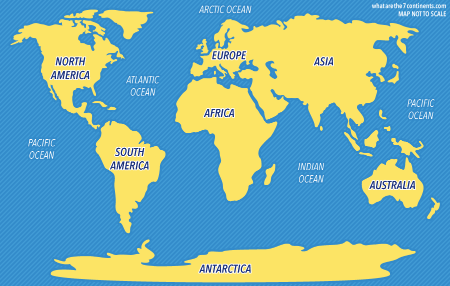 ARCTIC OCEAN
whatarethe7continents.com
MAP NOT TO SCALE
NORTH
AMERICA
EUROPE
ASIA
ATLANTIC
OCEAN
AFRICA
PACIFIC
OCEAN
PACIFIC
OCEAN
SOUTH
AMERICA
INDIAN
OCEAN
AUSTRALIA
ANTARCTICA